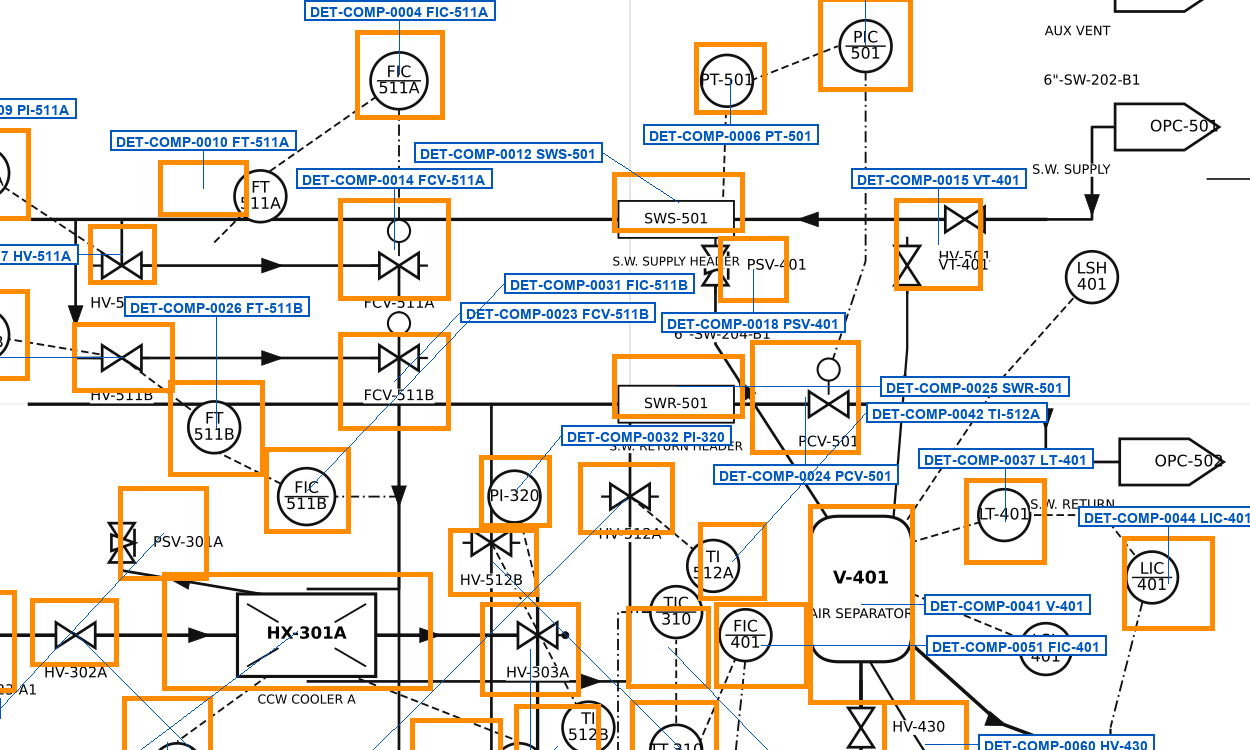 DET-COMP-0004 FIC-511A
PIC
501
AUX VENT
FIC
511A
PT-501
6"-SW-202-B1
09 PI-511A
OPC-501
DET-COMP-0010 FT-511A
DET-COMP-0006 PT-501
DET-COMP-0012 SWS-501
S.W. SUPPLY
DET-COMP-0014 FCV-511A
DET-COMP-0015 VT-401
FT
511A
SWS-501
7 HV-511A
HV-501
S.W. SUPPLY HEADER
PSV-401
VT-401
LSH
401
DET-COMP-0031 FIC-511B
HV-5
FCV-511A
DET-COMP-0026 FT-511B
DET-COMP-0023 FCV-511B
DET-COMP-0018 PSV-401
6"-SW-204-B1
DET-COMP-0025 SWR-501
HV-511B
FCV-511B
SWR-501
DET-COMP-0042 TI-512A
FT
511B
DET-COMP-0032 PI-320
S.W. RETURN HEADER
PCV-501
DET-COMP-0037 LT-401
OPC-502
DET-COMP-0024 PCV-501
FIC
511B
PI-320
S.W. RETURN
LT-401
DET-COMP-0044 LIC-401
HV-512A
PSV-301A
TI
512A
HV-512B
V-401
LIC
401
TIC
310
AIR SEPARATOR
DET-COMP-0041 V-401
HX-301A
FIC
401
DET-COMP-0051 FIC-401
401
HV-302A
HV-303A
CCW COOLER A
TI
512B
HV-430
TT-310
DET-COMP-0060 HV-430